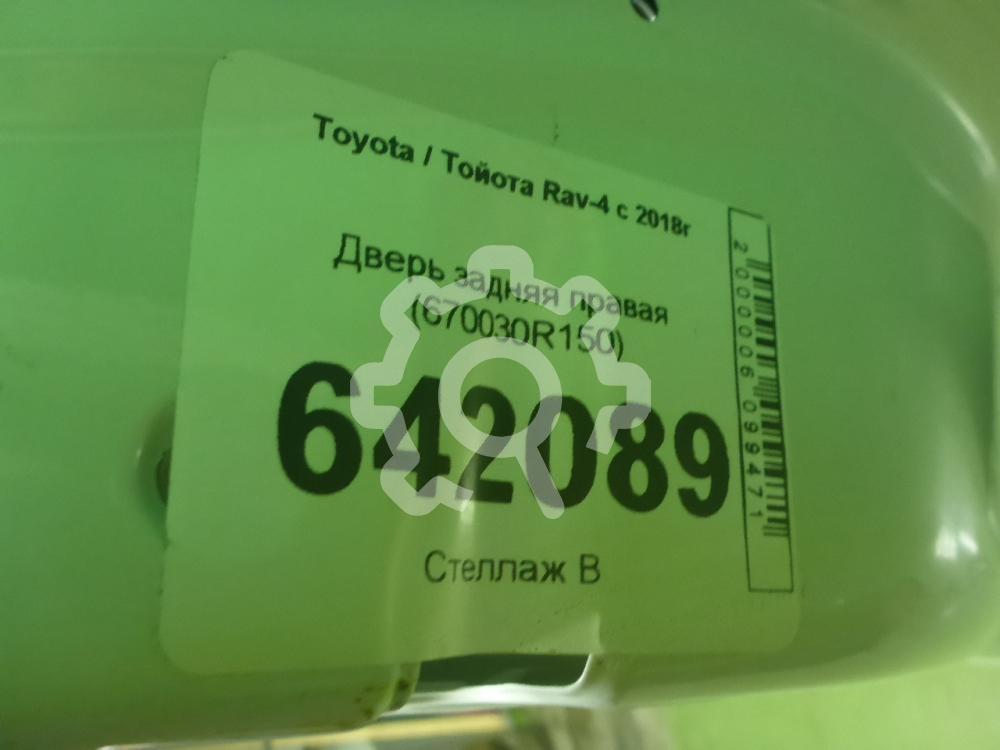 Toyota / Тойота Rav-4 с 2018г
Дверь задняя правая
(670030R150)
642089
Стеллаж В
2000006099471